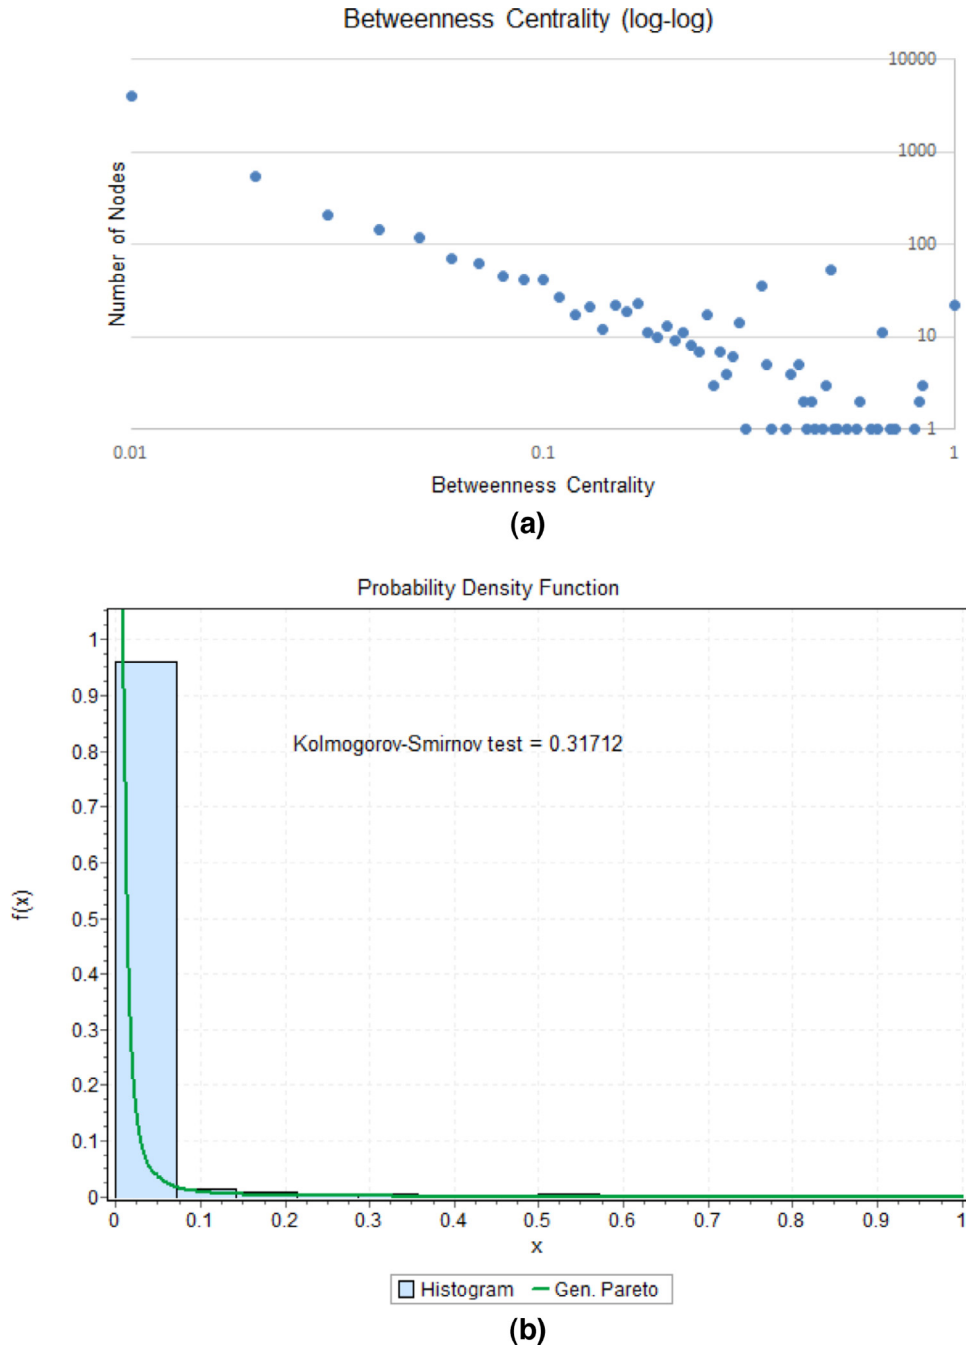 Betweenness Centrality (log-log)
10000
1000
100
10
1
Number of Nodes
0.01 0.1 1
Betweenness Centrality
(a)
Probability Density Function
1
0.9
0.8
0.7
0.6
0.5
0.4
0.3
0.2
0.1
0
f(x)
Kolmogorov-Smirnov test = 0.31712
0 0.1 0.2 0.3 0.4 0.5 0.6 0.7 0.8 0.9 1
x
Histogram Gen. Pareto
(b)